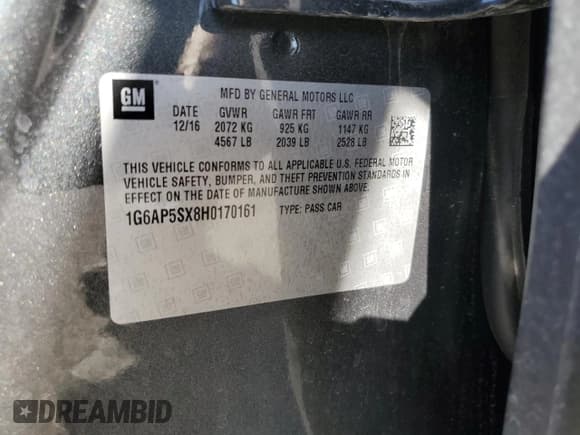 GM
MFD BY GENERAL MOTORS LLC
DATE GVWR GAWR FRT GAWR RR
12/16 2072 KG 925 KG 1147 KG
4567 LB 2039 LB 2528 LB
THIS VEHICLE CONFORMS TO ALL APPLICABLE U.S. FEDERAL MOTOR
VEHICLE SAFETY, BUMPER, AND THEFT PREVENTION STANDARDS IN
EFFECT ON THE DATE OF MANUFACTURE SHOWN ABOVE.
1G6AP5SX8H0170161 TYPE: PASS CAR
DREAMBID